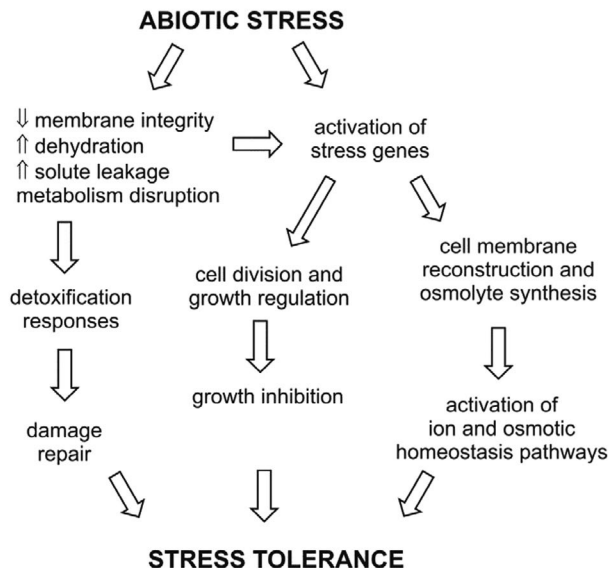 ABIOTIC STRESS
⇓ membrane integrity
⇑ dehydration
⇑ solute leakage
metabolism disruption
activation of
stress genes
detoxification
responses
cell division and
growth regulation
cell membrane
reconstruction and
osmolyte synthesis
damage
repair
growth inhibition
activation of
ion and osmotic
homeostasis pathways
STRESS TOLERANCE